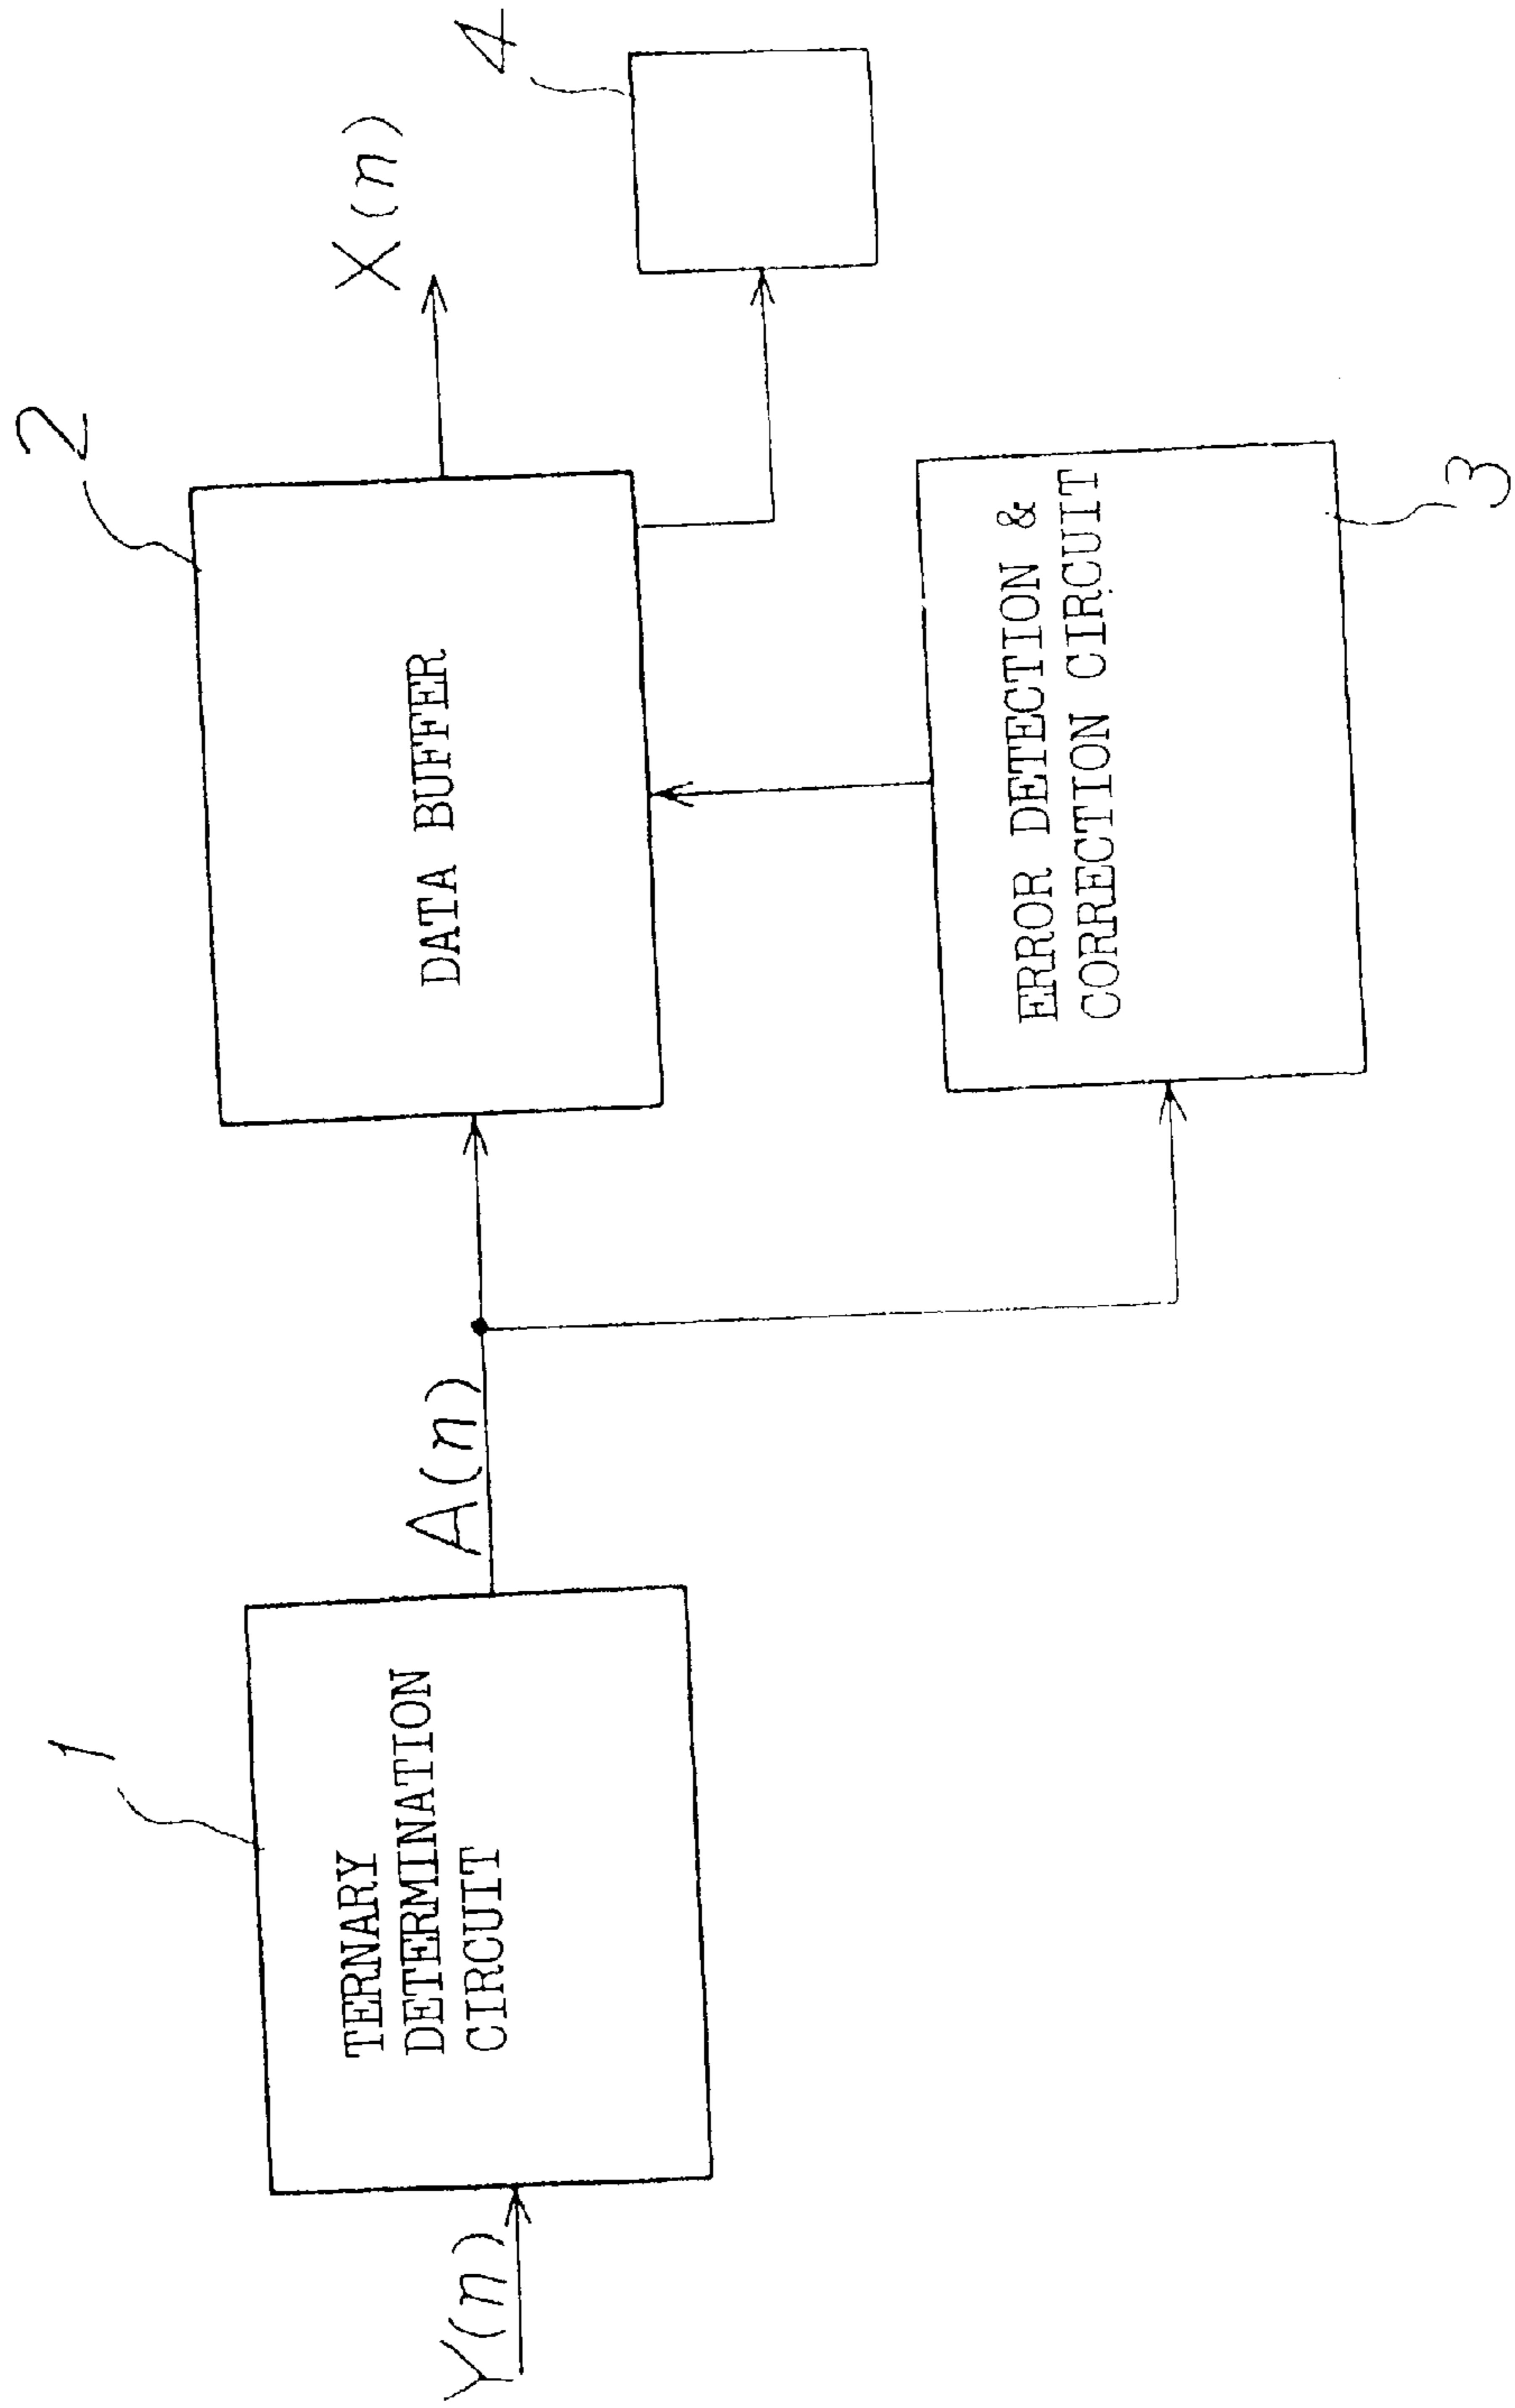 1
2
4
TERNARY
DETERMINATION
CIRCUIT
DATA BUFFER
Y(n)
A(n)
X(n)
ERROR DETECTION &
CORRECTION CIRCUIT
3